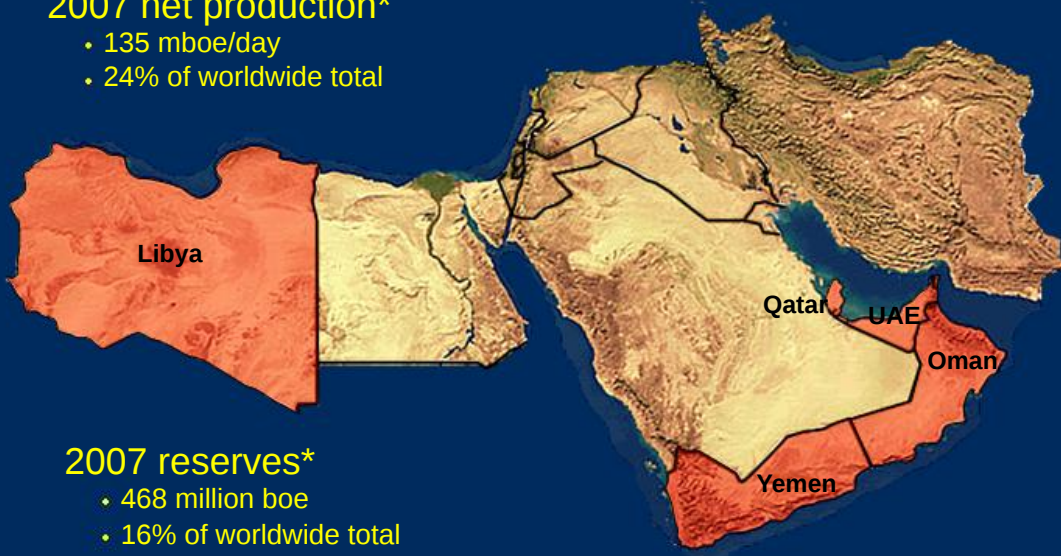 2007 net production*
• 135 mboe/day
• 24% of worldwide total
Libya
Qatar
UAE
Oman
Yemen
2007 reserves*
• 468 million boe
• 16% of worldwide total